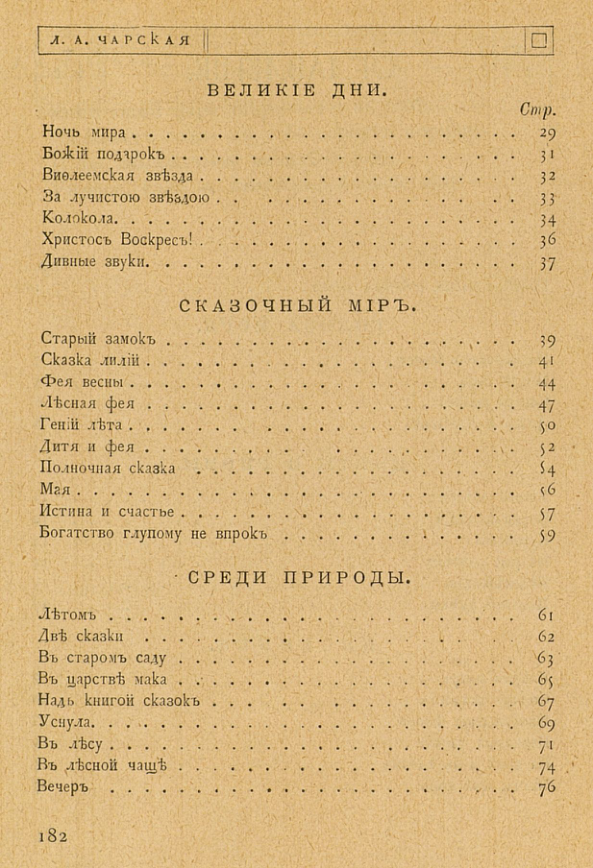 Л. А. ЧАРСКАЯ
ВЕЛИКІЕ ДНИ.
Стр.
Ночь мира . . . . . . . . . . . . . . . . . . 29
Божій подарокъ . . . . . . . . . . . . . . . . 31
Виѳлеемская звѣзда . . . . . . . . . . . . . . . 32
За лучистою звѣздою . . . . . . . . . . . . . . 33
Колокола. . . . . . . . . . . . . . . . . . . 34
Христосъ Воскресъ! . . . . . . . . . . . . . . . 36
Дивные звуки. . . . . . . . . . . . . . . . . . 37
СКАЗОЧНЫЙ МІРЪ.
Старый замокъ . . . . . . . . . . . . . . . . . 39
Сказка лилій . . . . . . . . . . . . . . . . . 41
Фея весны . . . . . . . . . . . . . . . . . . 44
Лѣсная фея . . . . . . . . . . . . . . . . . . 47
Геній лѣта . . . . . . . . . . . . . . . . . . 50
Дитя и фея . . . . . . . . . . . . . . . . . . 52
Полночная сказка . . . . . . . . . . . . . . . 54
Мая . . . . . . . . . . . . . . . . . . . . . 56
Истина и счастье . . . . . . . . . . . . . . . . 57
Богатство глупому не впрокъ . . . . . . . . . . . 59
СРЕДИ ПРИРОДЫ.
Лѣтомъ . . . . . . . . . . . . . . . . . . . 61
Двѣ сказки . . . . . . . . . . . . . . . . . . 62
Въ старомъ саду . . . . . . . . . . . . . . . . 63
Въ царствѣ мака . . . . . . . . . . . . . . . . 65
Надъ книгой сказокъ . . . . . . . . . . . . . . 67
Уснула. . . . . . . . . . . . . . . . . . . . 69
Въ лѣсу . . . . . . . . . . . . . . . . . . . 71
Въ лѣсной чащѣ . . . . . . . . . . . . . . . . 74
Вечеръ . . . . . . . . . . . . . . . . . . . 76
182